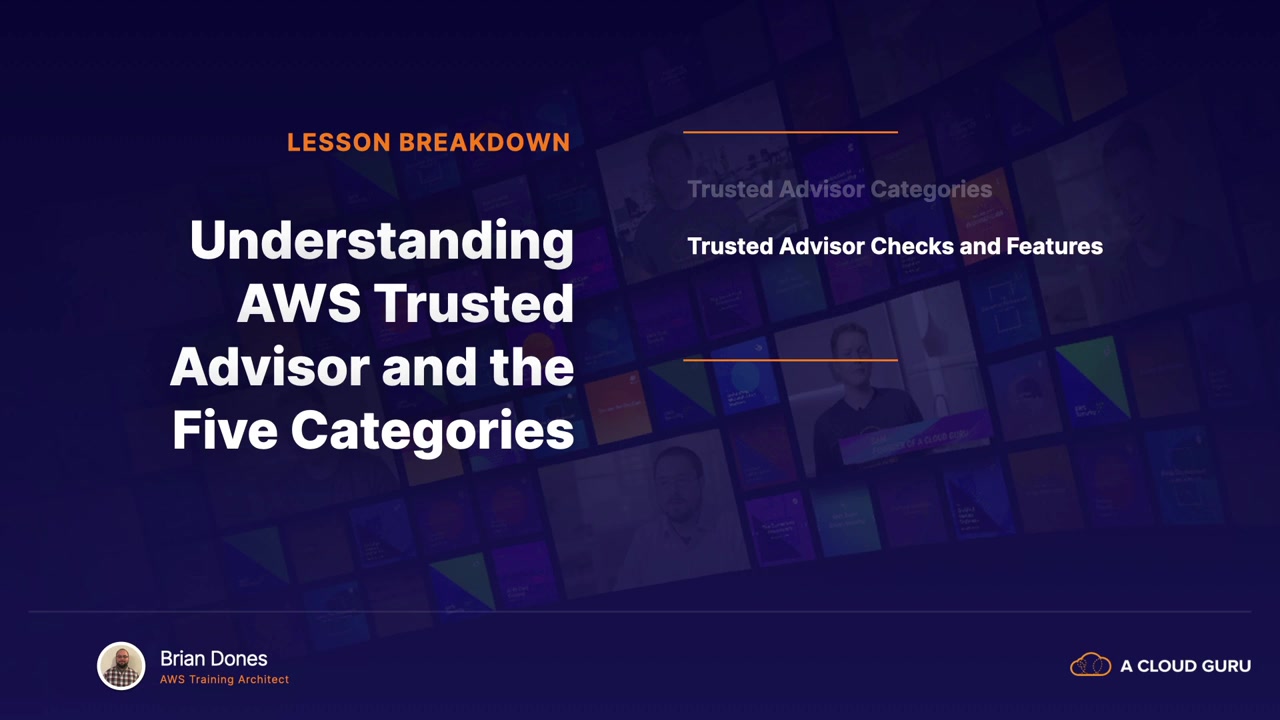 LESSON BREAKDOWN
Understanding
AWS Trusted
Advisor and the
Five Categories
Trusted Advisor Categories
Trusted Advisor Checks and Features
Brian Dones
AWS Training Architect
A CLOUD GURU